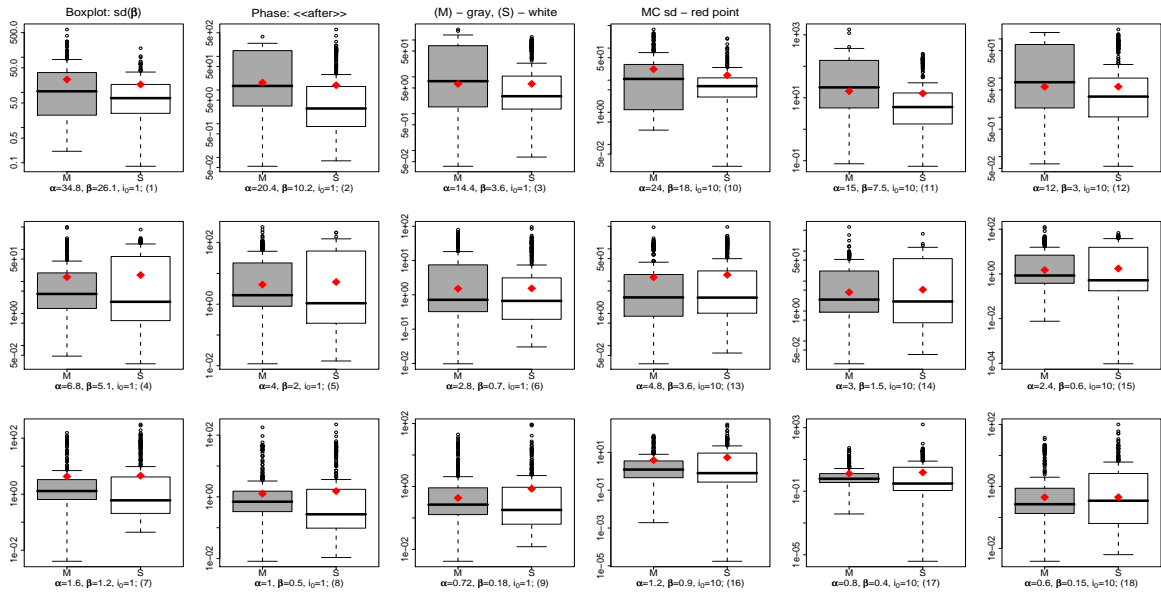 Boxplot: sd(β)
Phase: <<after>>
(M) − gray, (S) − white
MC sd − red point
500.0 50.0 5.0 0.5 0.1
5e+02 5e+01 5e+00 5e−01 5e−02
5e+01 5e+00 5e−01 5e−02
5e+01 1e+00 5e−02
1e+03 1e+01 1e−01
5e+01 5e+00 5e−01 5e−02
M S
M S
M S
M S
M S
M S
α=34.8, β=26.1, i₀=1; (1)
α=20.4, β=10.2, i₀=1; (2)
α=14.4, β=3.6, i₀=1; (3)
α=24, β=18, i₀=10; (10)
α=15, β=7.5, i₀=10; (11)
α=12, β=3, i₀=10; (12)
5e+01 1e+00 5e−02
1e+02 1e+00 1e−02
1e+02 1e+01 1e+00 1e−01 1e−02
5e+01 1e+00 5e−02
5e+01 1e+00 5e−02
1e+02 1e+00 1e−02 1e−04
M S
M S
M S
M S
M S
M S
α=6.8, β=5.1, i₀=1; (4)
α=4, β=2, i₀=1; (5)
α=2.8, β=0.7, i₀=1; (6)
α=4.8, β=3.6, i₀=10; (13)
α=3, β=1.5, i₀=10; (14)
α=2.4, β=0.6, i₀=10; (15)
1e+02 1e+00 1e−02
1e+02 1e+00 1e−02
1e+02 1e+00 1e−02
1e+01 1e−01 1e−03 1e−05
1e+03 1e−01 1e−05
1e+02 1e+00 1e−02
M S
M S
M S
M S
M S
M S
α=1.6, β=1.2, i₀=1; (7)
α=1, β=0.5, i₀=1; (8)
α=0.72, β=0.18, i₀=1; (9)
α=1.2, β=0.9, i₀=10; (16)
α=0.8, β=0.4, i₀=10; (17)
α=0.6, β=0.15, i₀=10; (18)